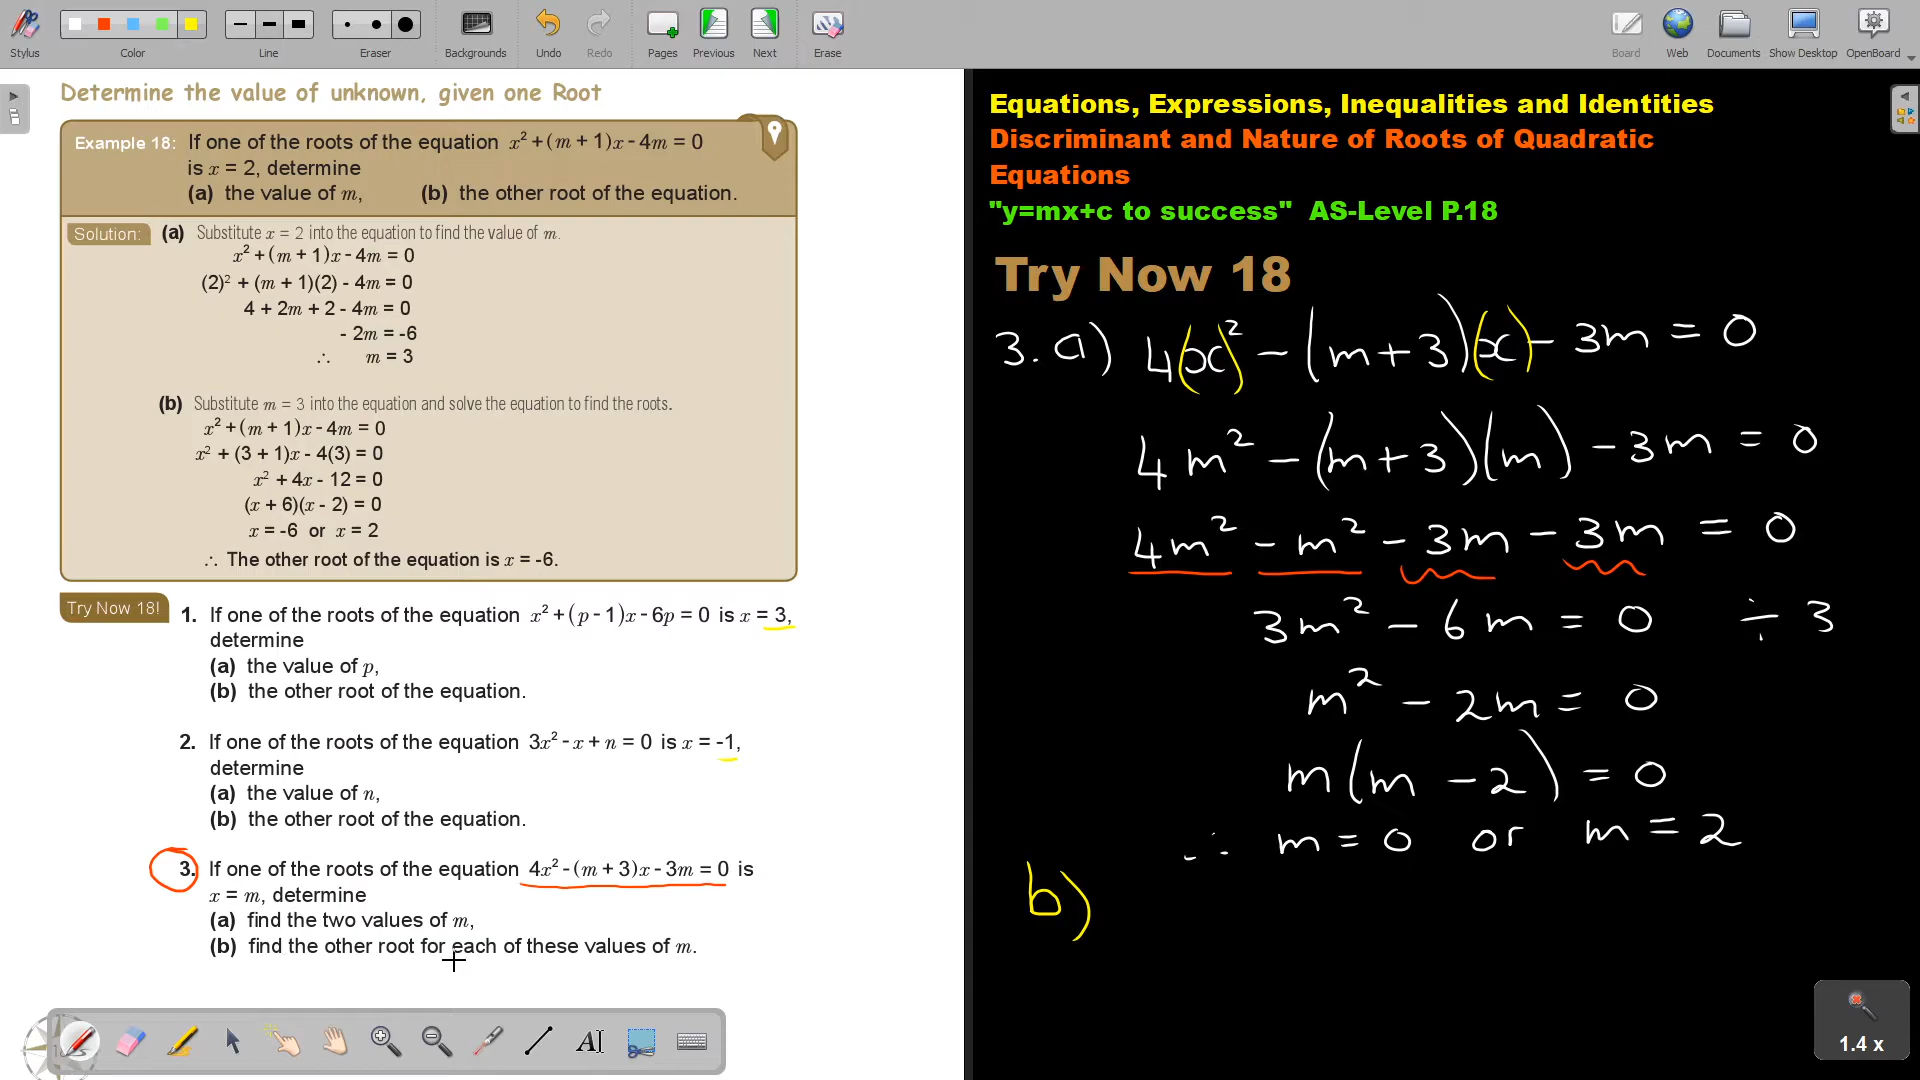 Stylus Color Line Eraser Backgrounds Undo Redo Pages Previous Next Erase Board Web Documents Show Desktop OpenBoard
Determine the value of unknown, given one Root
Example 18: If one of the roots of the equation x² + (m + 1)x - 4m = 0
is x = 2, determine
(a) the value of m, (b) the other root of the equation.
Solution: (a) Substitute x = 2 into the equation to find the value of m.
x² + (m + 1)x - 4m = 0
(2)² + (m + 1)(2) - 4m = 0
4 + 2m + 2 - 4m = 0
- 2m = -6
∴ m = 3
(b) Substitute m = 3 into the equation and solve the equation to find the roots.
x² + (m + 1)x - 4m = 0
x² + (3 + 1)x - 4(3) = 0
x² + 4x - 12 = 0
(x + 6)(x - 2) = 0
x = -6 or x = 2
∴ The other root of the equation is x = -6.
Try Now 18!
1. If one of the roots of the equation x² + (p - 1)x - 6p = 0 is x = 3,
determine
(a) the value of p,
(b) the other root of the equation.
2. If one of the roots of the equation 3x² - x + n = 0 is x = -1,
determine
(a) the value of n,
(b) the other root of the equation.
3. If one of the roots of the equation 4x² - (m + 3)x - 3m = 0 is
x = m, determine
(a) find the two values of m,
(b) find the other root for each of these values of m.
Equations, Expressions, Inequalities and Identities
Discriminant and Nature of Roots of Quadratic
Equations
"y=mx+c to success" AS-Level P.18
Try Now 18
3. a) 4(x)² - (m + 3)(x) - 3m = 0
4m² - (m + 3)(m) - 3m = 0
4m² - m² - 3m - 3m = 0
3m² - 6m = 0 ÷ 3
m² - 2m = 0
m(m - 2) = 0
∴ m = 0 or m = 2
b)
1.4 x